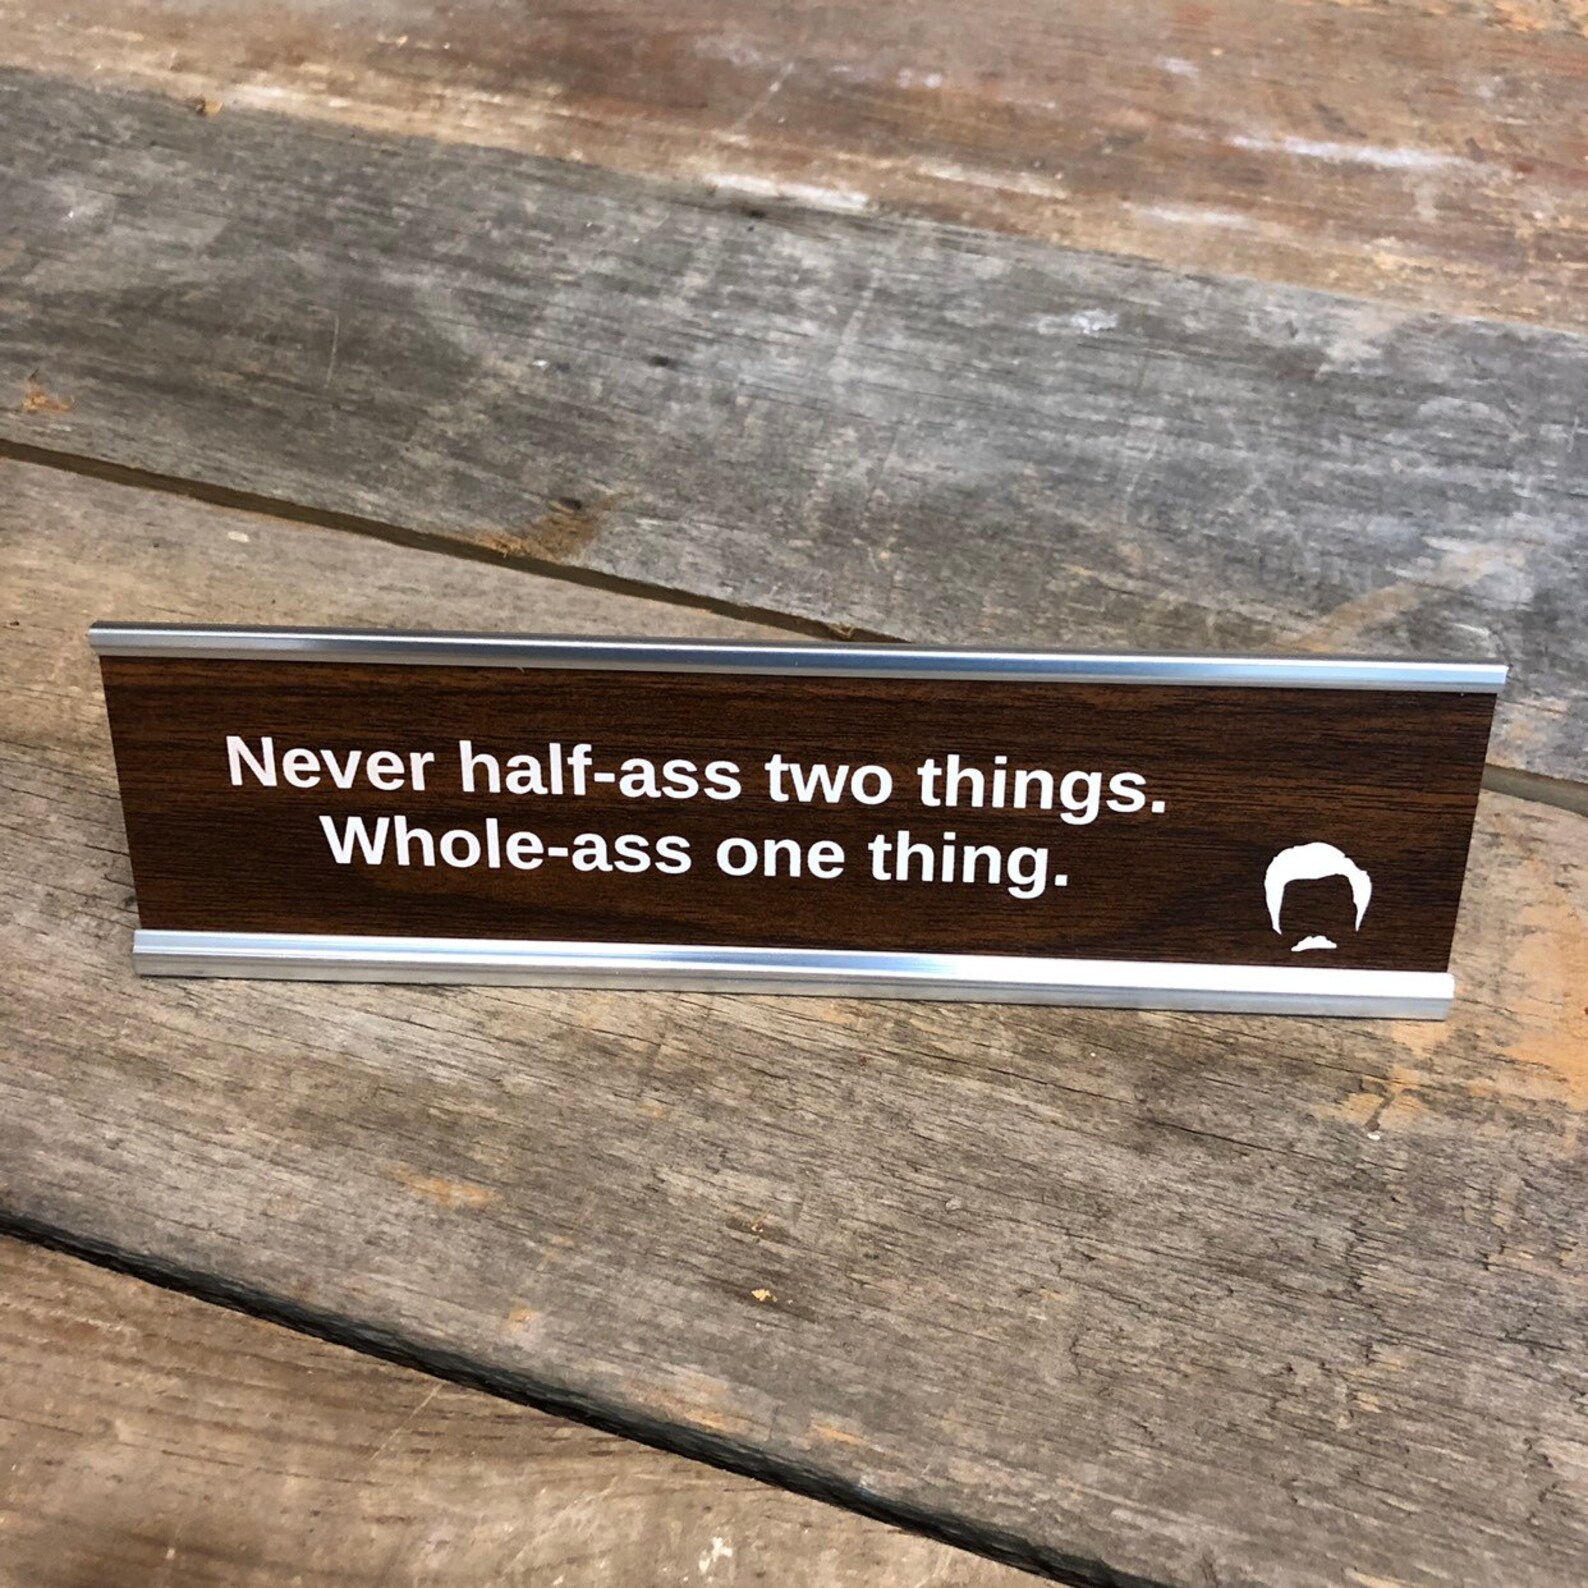 Never half-ass two things.
Whole-ass one thing.